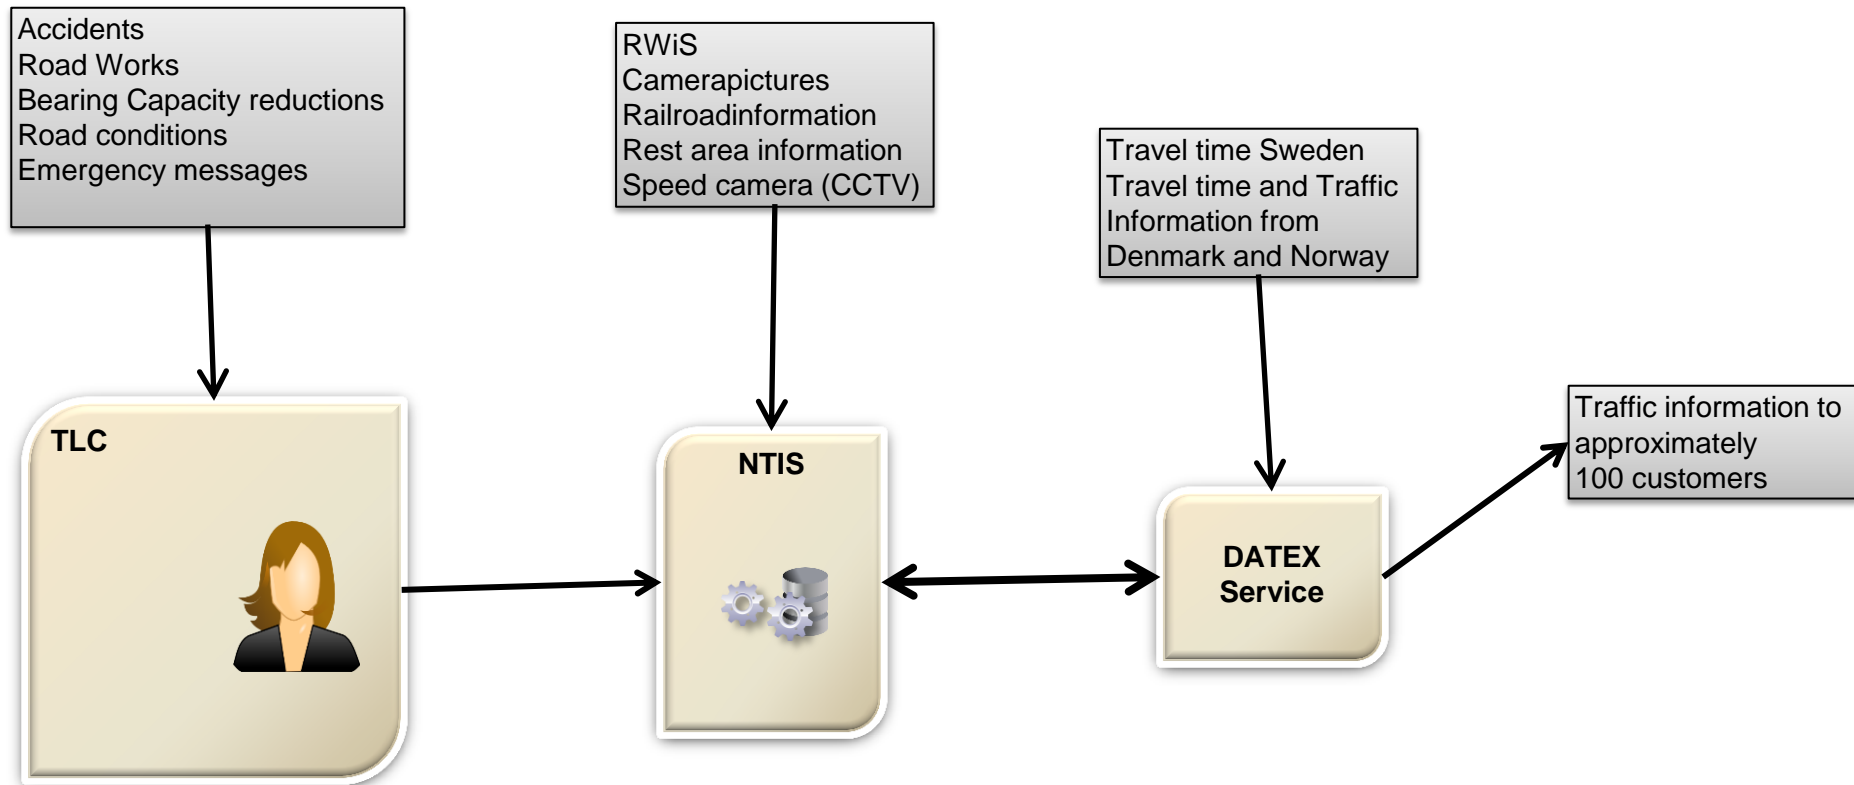 Accidents
Road Works
Bearing Capacity reductions
Road conditions
Emergency messages
RWiS
Camerapictures
Railroadinformation
Rest area information
Speed camera (CCTV)
Travel time Sweden
Travel time and Traffic
Information from
Denmark and Norway
Traffic information to
approximately
100 customers
TLC
NTIS
DATEX
Service